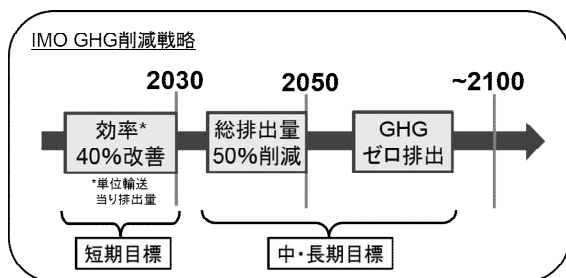 IMO GHG削減戦略
2030
2050
~2100
効率*
40%改善
総排出量
50%削減
GHG
ゼロ排出
*単位輸送
当り排出量
短期目標
中・長期目標